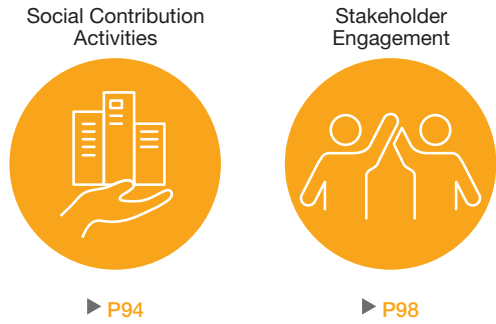 Social Contribution
Activities
Stakeholder
Engagement
▶ P94
▶ P98